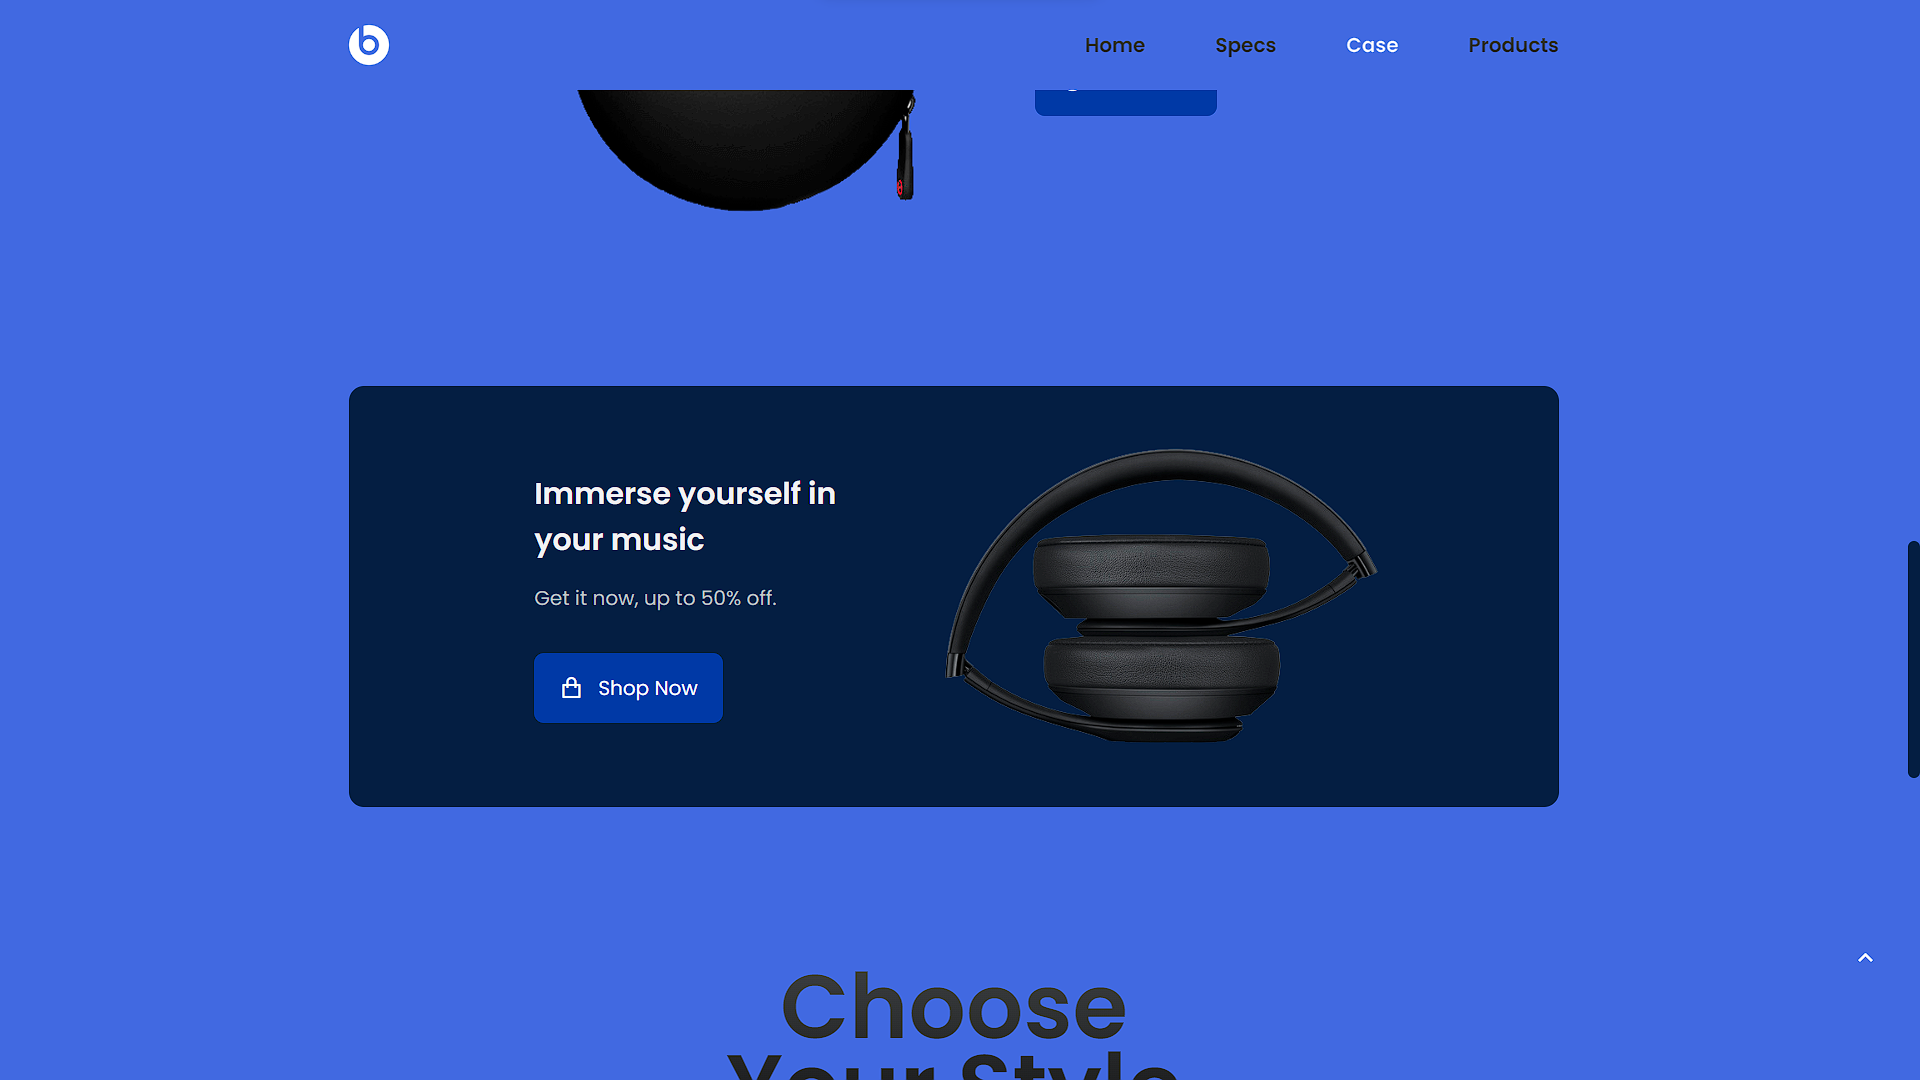 Home Specs Case Products
Immerse yourself in
your music
Get it now, up to 50% off.
Shop Now
Choose
Your Style